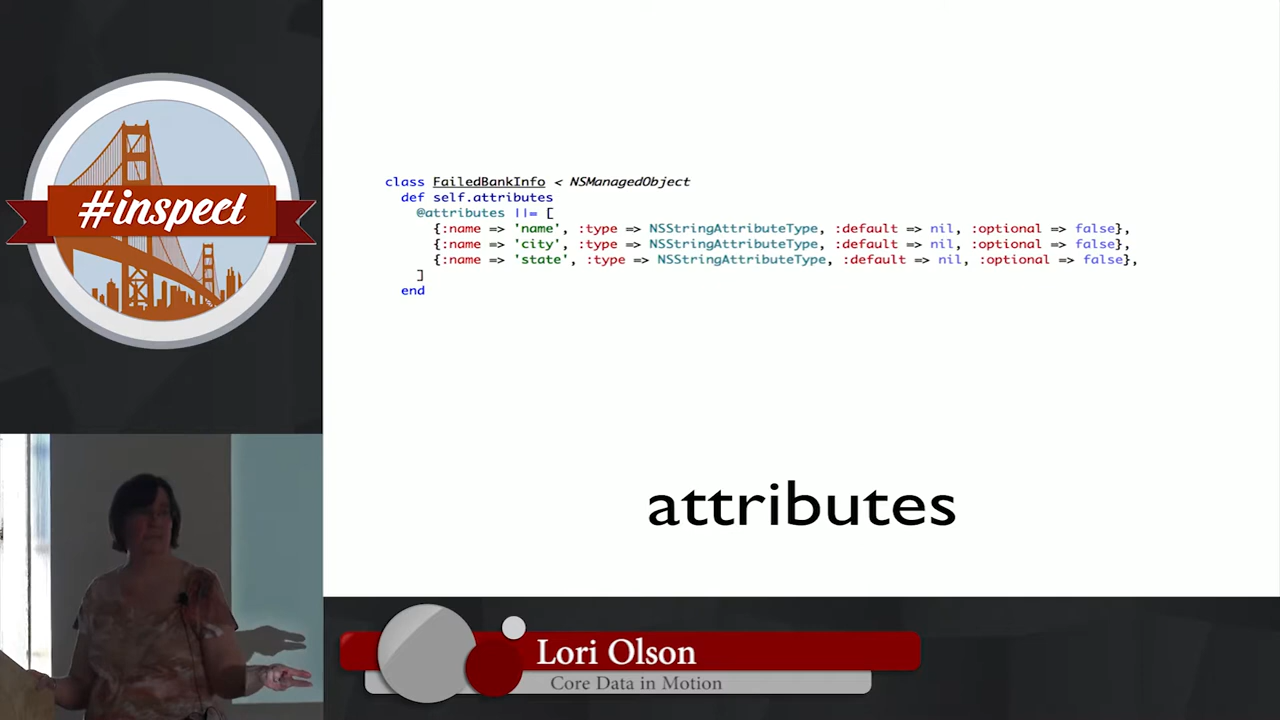 #inspect
class FailedBankInfo < NSManagedObject
def self.attributes
@attributes ||= [
{:name => 'name', :type => NSStringAttributeType, :default => nil, :optional => false},
{:name => 'city', :type => NSStringAttributeType, :default => nil, :optional => false},
{:name => 'state', :type => NSStringAttributeType, :default => nil, :optional => false},
]
end
attributes
Lori Olson
Core Data in Motion